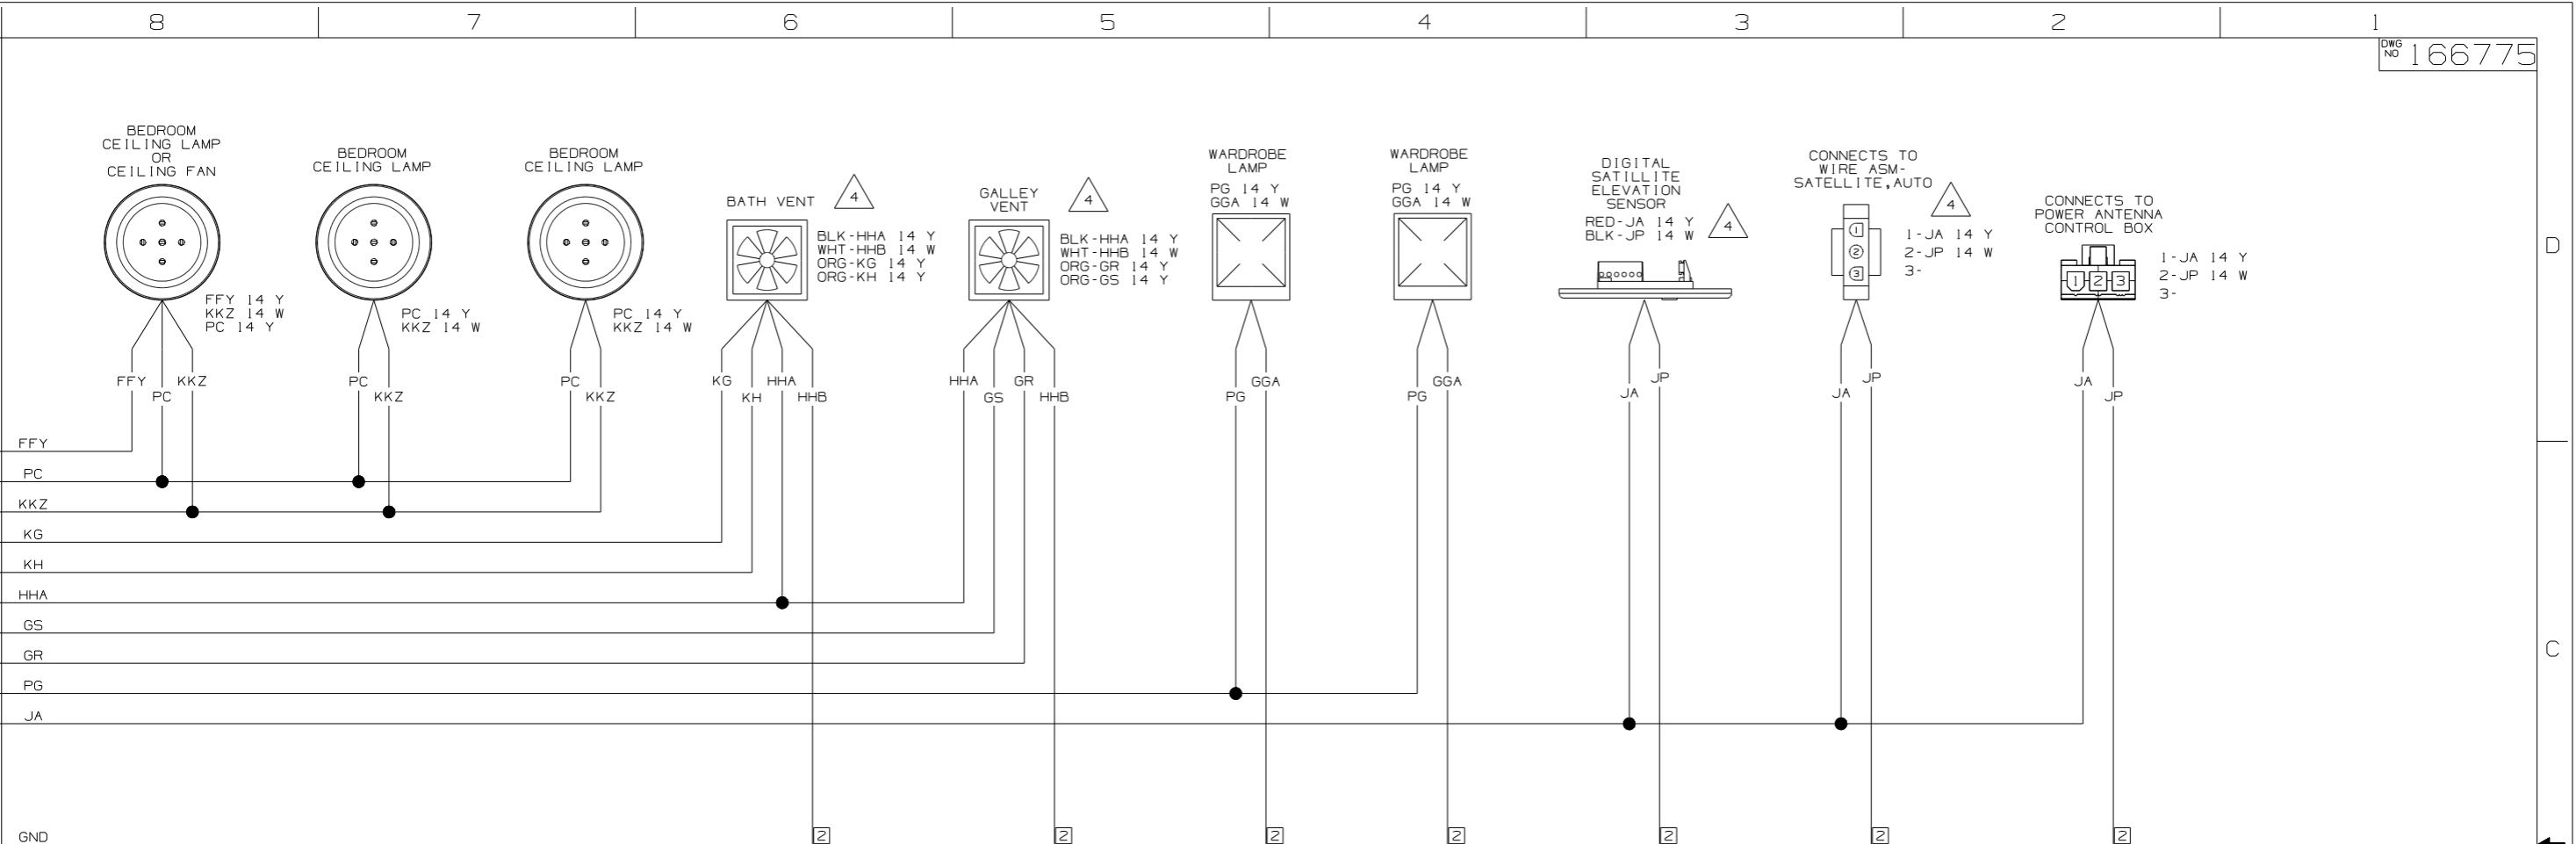 8 7 6 5 4 3 2 1
DWG NO 166775
BEDROOM
CEILING LAMP
OR
CEILING FAN
FFY 14 Y
KKZ 14 W
PC 14 Y
BEDROOM
CEILING LAMP
PC 14 Y
KKZ 14 W
BEDROOM
CEILING LAMP
PC 14 Y
KKZ 14 W
BATH VENT
4
BLK-HHA 14 Y
WHT-HHB 14 W
ORG-KG 14 Y
ORG-KH 14 Y
GALLEY
VENT
4
BLK-HHA 14 Y
WHT-HHB 14 W
ORG-GR 14 Y
ORG-GS 14 Y
WARDROBE
LAMP
PG 14 Y
GGA 14 W
WARDROBE
LAMP
PG 14 Y
GGA 14 W
DIGITAL
SATILLITE
ELEVATION
SENSOR
RED-JA 14 Y
BLK-JP 14 W
4
CONNECTS TO
WIRE ASM-
SATELLITE,AUTO
4
1
2
3
1-JA 14 Y
2-JP 14 W
3-
CONNECTS TO
POWER ANTENNA
CONTROL BOX
1 2 3
1-JA 14 Y
2-JP 14 W
3-
D
FFY KKZ
PC
PC
KKZ
PC
KKZ
KG HHA
KH HHB
HHA GR
GS HHB
GGA
PG
GGA
PG
JP
JA
JP
JA
JA
JP
FFY
PC
KKZ
KG
KH
HHA
GS
GR
C
PG
JA
GND
2 2 2 2 2 2 2